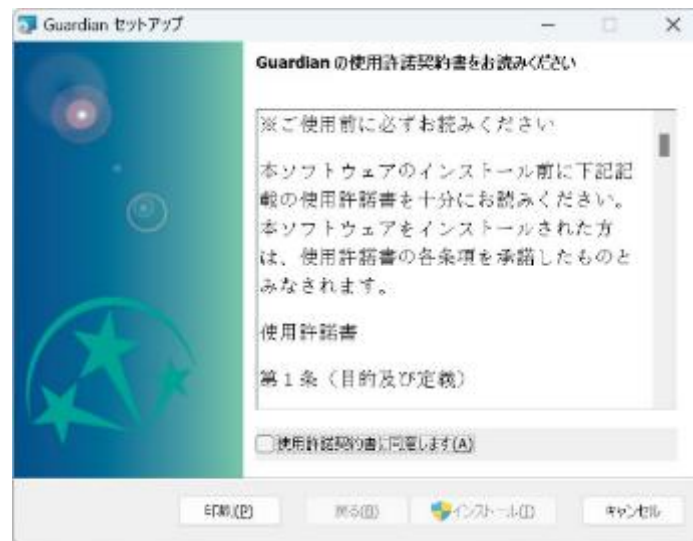 Guardian セットアップ
Guardian の使用許諾契約書をお読みください
※ご使用前に必ずお読みください
本ソフトウェアのインストール前に下記記
載の使用許諾書を十分にお読みください。
本ソフトウェアをインストールされた方
は、使用許諾書の各条項を承諾したものと
みなされます。
使用許諾書
第１条（目的及び定義）
使用許諾契約書に同意します(A)
印刷(P)
戻る(B)
インストール(I)
キャンセル